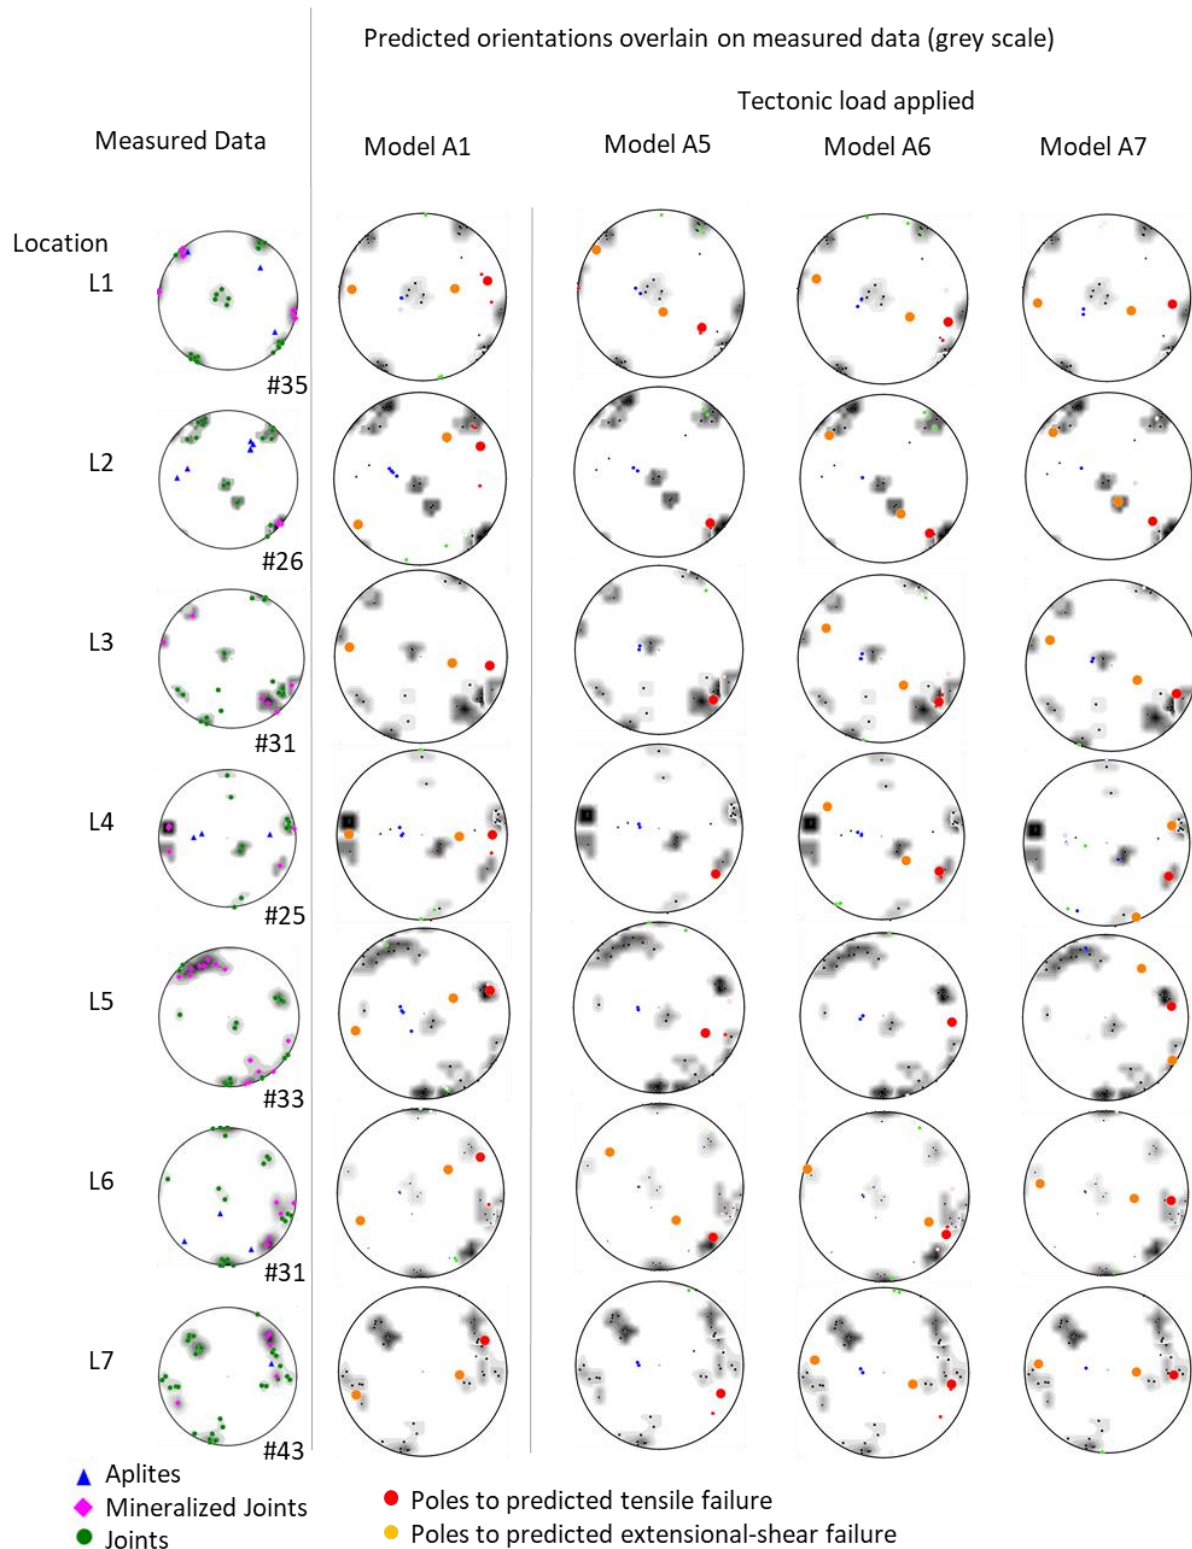 Predicted orientations overlain on measured data (grey scale)
Tectonic load applied
Measured Data
Model A1
Model A5
Model A6
Model A7
Location
L1
#35
L2
#26
L3
#31
L4
#25
L5
#33
L6
#31
L7
#43
Aplites
Mineralized Joints
Joints
Poles to predicted tensile failure
Poles to predicted extensional-shear failure